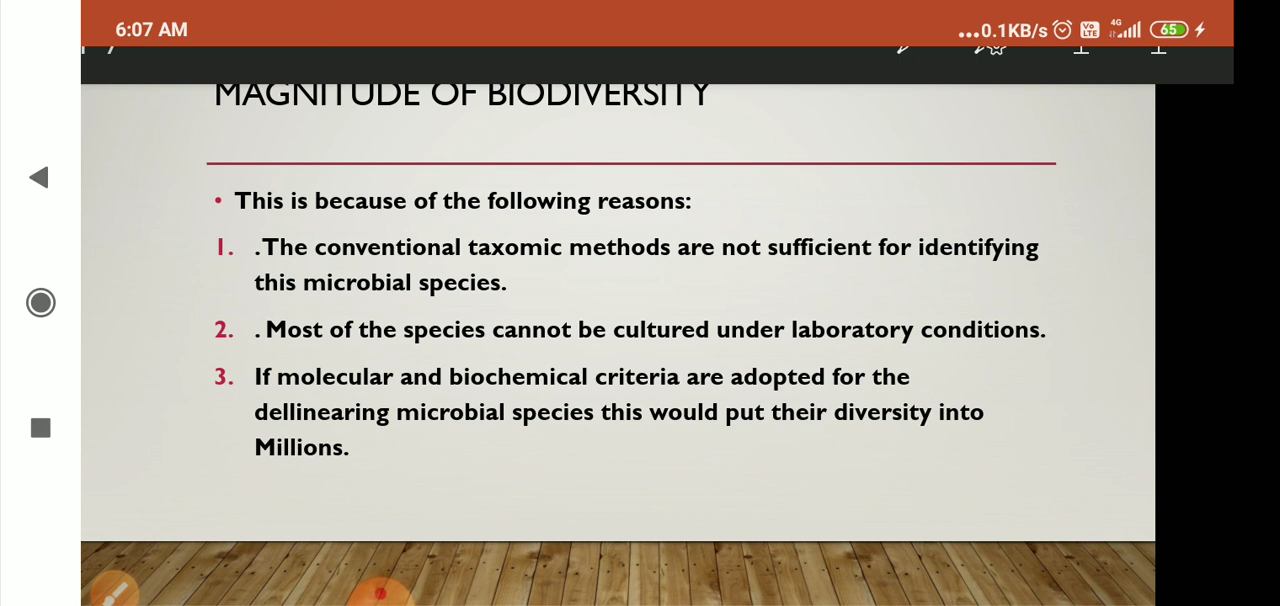 6:07 AM
...0.1KB/s Vo LTE 4G 65
MAGNITUDE OF BIODIVERSITY
• This is because of the following reasons:
1. .The conventional taxomic methods are not sufficient for identifying
this microbial species.
2. . Most of the species cannot be cultured under laboratory conditions.
3. If molecular and biochemical criteria are adopted for the
dellinearing microbial species this would put their diversity into
Millions.